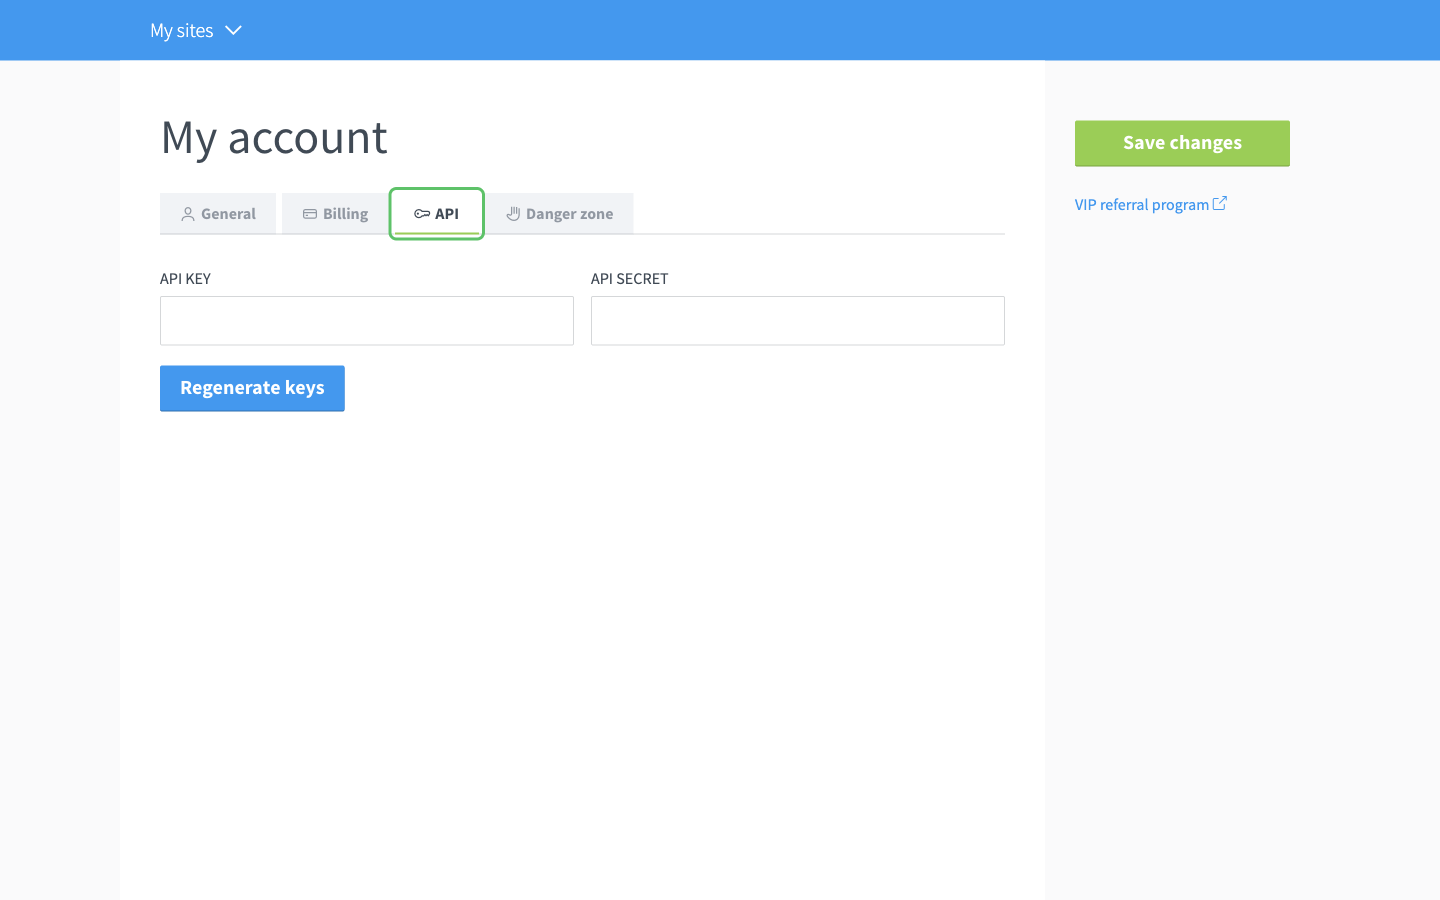 My sites
My account
Save changes
General
Billing
API
Danger zone
VIP referral program
API KEY
API SECRET
Regenerate keys